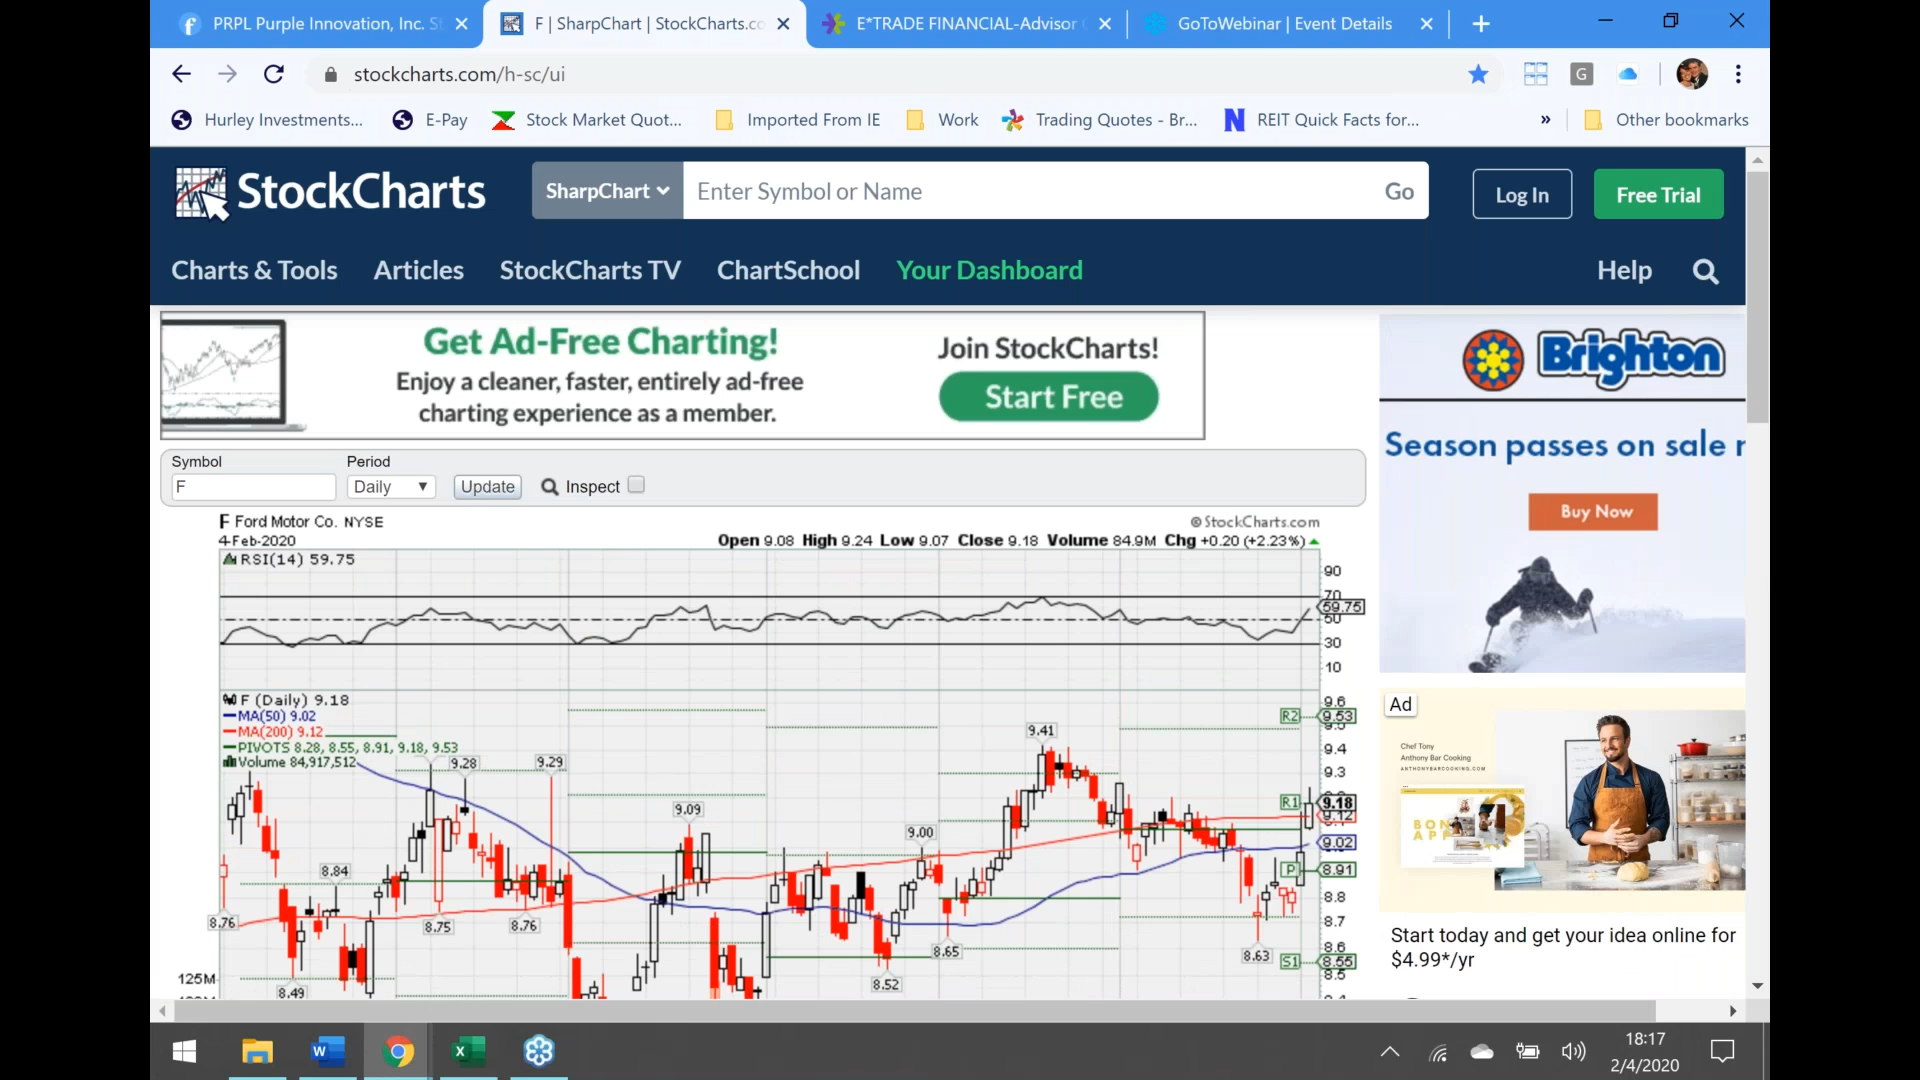 PRPL Purple Innovation, Inc. St
F | SharpChart | StockCharts.co
E*TRADE FINANCIAL-Advisor
GoToWebinar | Event Details
stockcharts.com/h-sc/ui
G
Hurley Investments...
E-Pay
Stock Market Quot...
Imported From IE
Work
Trading Quotes - Br...
REIT Quick Facts for...
»
Other bookmarks
StockCharts
SharpChart
Enter Symbol or Name
Go
Log In
Free Trial
Charts & Tools
Articles
StockCharts TV
ChartSchool
Your Dashboard
Help
Get Ad-Free Charting!
Enjoy a cleaner, faster, entirely ad-free
charting experience as a member.
Join StockCharts!
Start Free
Brighton
Season passes on sale r
Buy Now
Symbol
Period
F
Daily
Update
Inspect
F Ford Motor Co. NYSE
© StockCharts.com
4-Feb-2020
Open 9.08 High 9.24 Low 9.07 Close 9.18 Volume 84.9M Chg +0.20 (+2.23%)
RSI(14) 59.75
90
70
59.75
50
30
10
F (Daily) 9.18
MA(50) 9.02
MA(200) 9.12
PIVOTS 8.28, 8.55, 8.91, 9.18, 9.53
Volume 84,917,512
9.6
R2
9.53
9.5
9.41
9.4
9.28
9.29
9.3
R1
9.18
9.09
9.12
9.00
9.02
8.84
P
8.91
8.8
8.76
8.75
8.76
8.7
8.65
8.63
8.6
S1
8.55
8.5
125M
8.49
8.52
8.4
Ad
Chef Tony
Anthony Bar Cooking
ANTHONYBARCOOKING.COM
BON
APP
Start today and get your idea online for
$4.99*/yr
18:17
2/4/2020